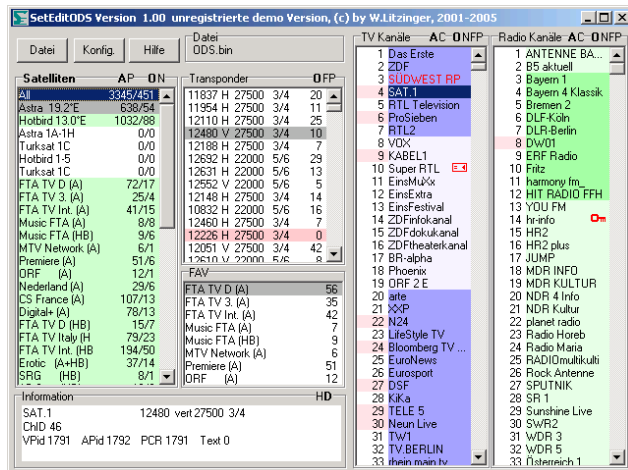 SetEditODS Version 1.00 unregistrierte demo Version, (c) by W.Litzinger, 2001-2005
Datei
Konfig.
Hilfe
Datei
ODS.bin
Satelliten AP ON
All 3345/451
Astra 19.2°E 638/54
Hotbird 13.0°E 1032/88
Astra 1A-1H 0/0
Turksat 1C 0/0
Hotbird 1-5 0/0
Turksat 1C 0/0
FTA TV D (A) 72/17
FTA TV 3. (A) 25/4
FTA TV Int. (A) 41/15
Music FTA (A) 8/8
Music FTA (HB) 9/6
MTV Network (A) 6/1
Premiere (A) 51/6
ORF (A) 12/1
Nederland (A) 29/6
CS France (A) 107/13
Digital+ (A) 78/13
FTA TV D (HB) 15/7
FTA TV Italy (H 79/23
FTA TV Int. (HB 194/50
Erotic (A+HB) 37/14
SRG (HB) 8/1
Transponder 0FP
11837 H 27500 3/4 20
11954 H 27500 3/4 11
12110 H 27500 3/4 25
12480 V 27500 3/4 10
12188 H 27500 3/4 7
12692 H 22000 5/6 29
12631 H 22000 5/6 13
12552 V 22000 5/6 5
12148 H 27500 3/4 14
10832 H 22000 5/6 16
12460 H 27500 3/4 7
12226 H 27500 3/4 0
12051 V 27500 3/4 42
12610 V 22000 5/6 8
FAV
FTA TV D (A) 56
FTA TV 3. (A) 35
FTA TV Int. (A) 42
Music FTA (A) 7
Music FTA (HB) 9
MTV Network (A) 6
Premiere (A) 51
ORF (A) 12
Information HD
SAT.1 12480 vert 27500 3/4
ChID 46
VPid 1791 APid 1792 PCR 1791 Text 0
TV Kanäle AC 0NFP
1 Das Erste
2 ZDF
3 SÜDWEST RP
4 SAT.1
5 RTL Television
6 ProSieben
7 RTL2
8 VOX
9 KABEL1
10 Super RTL
11 EinsMuXx
12 EinsExtra
13 EinsFestival
14 ZDFinfokanal
15 ZDFdokukanal
16 ZDFtheaterkanal
17 BR-alpha
18 Phoenix
19 ORF 2 E
20 arte
21 XXP
22 N24
23 LifeStyle TV
24 Bloomberg TV ...
25 EuroNews
26 Eurosport
27 DSF
28 KiKa
29 TELE 5
30 Neun Live
31 TW1
32 TV.BERLIN
33 rhein main tv
Radio Kanäle AC 0NFP
1 ANTENNE BA...
2 B5 aktuell
3 Bayern 1
4 Bayern 4 Klassik
5 Bremen 2
6 DLF-Köln
7 DLR-Berlin
8 DW01
9 ERF Radio
10 Fritz
11 harmony fm_
12 HIT RADIO FFH
13 YOU FM
14 hr-info
15 HR2
16 HR2 plus
17 JUMP
18 MDR INFO
19 MDR KULTUR
20 NDR 4 Info
21 NDR Kultur
22 planet radio
23 Radio Horeb
24 Radio Maria
25 RADIOmultikulti
26 Rock Antenne
27 SPUTNIK
28 SR 1
29 Sunshine Live
30 SWR2
31 WDR 3
32 WDR 5
33 Österreich 1